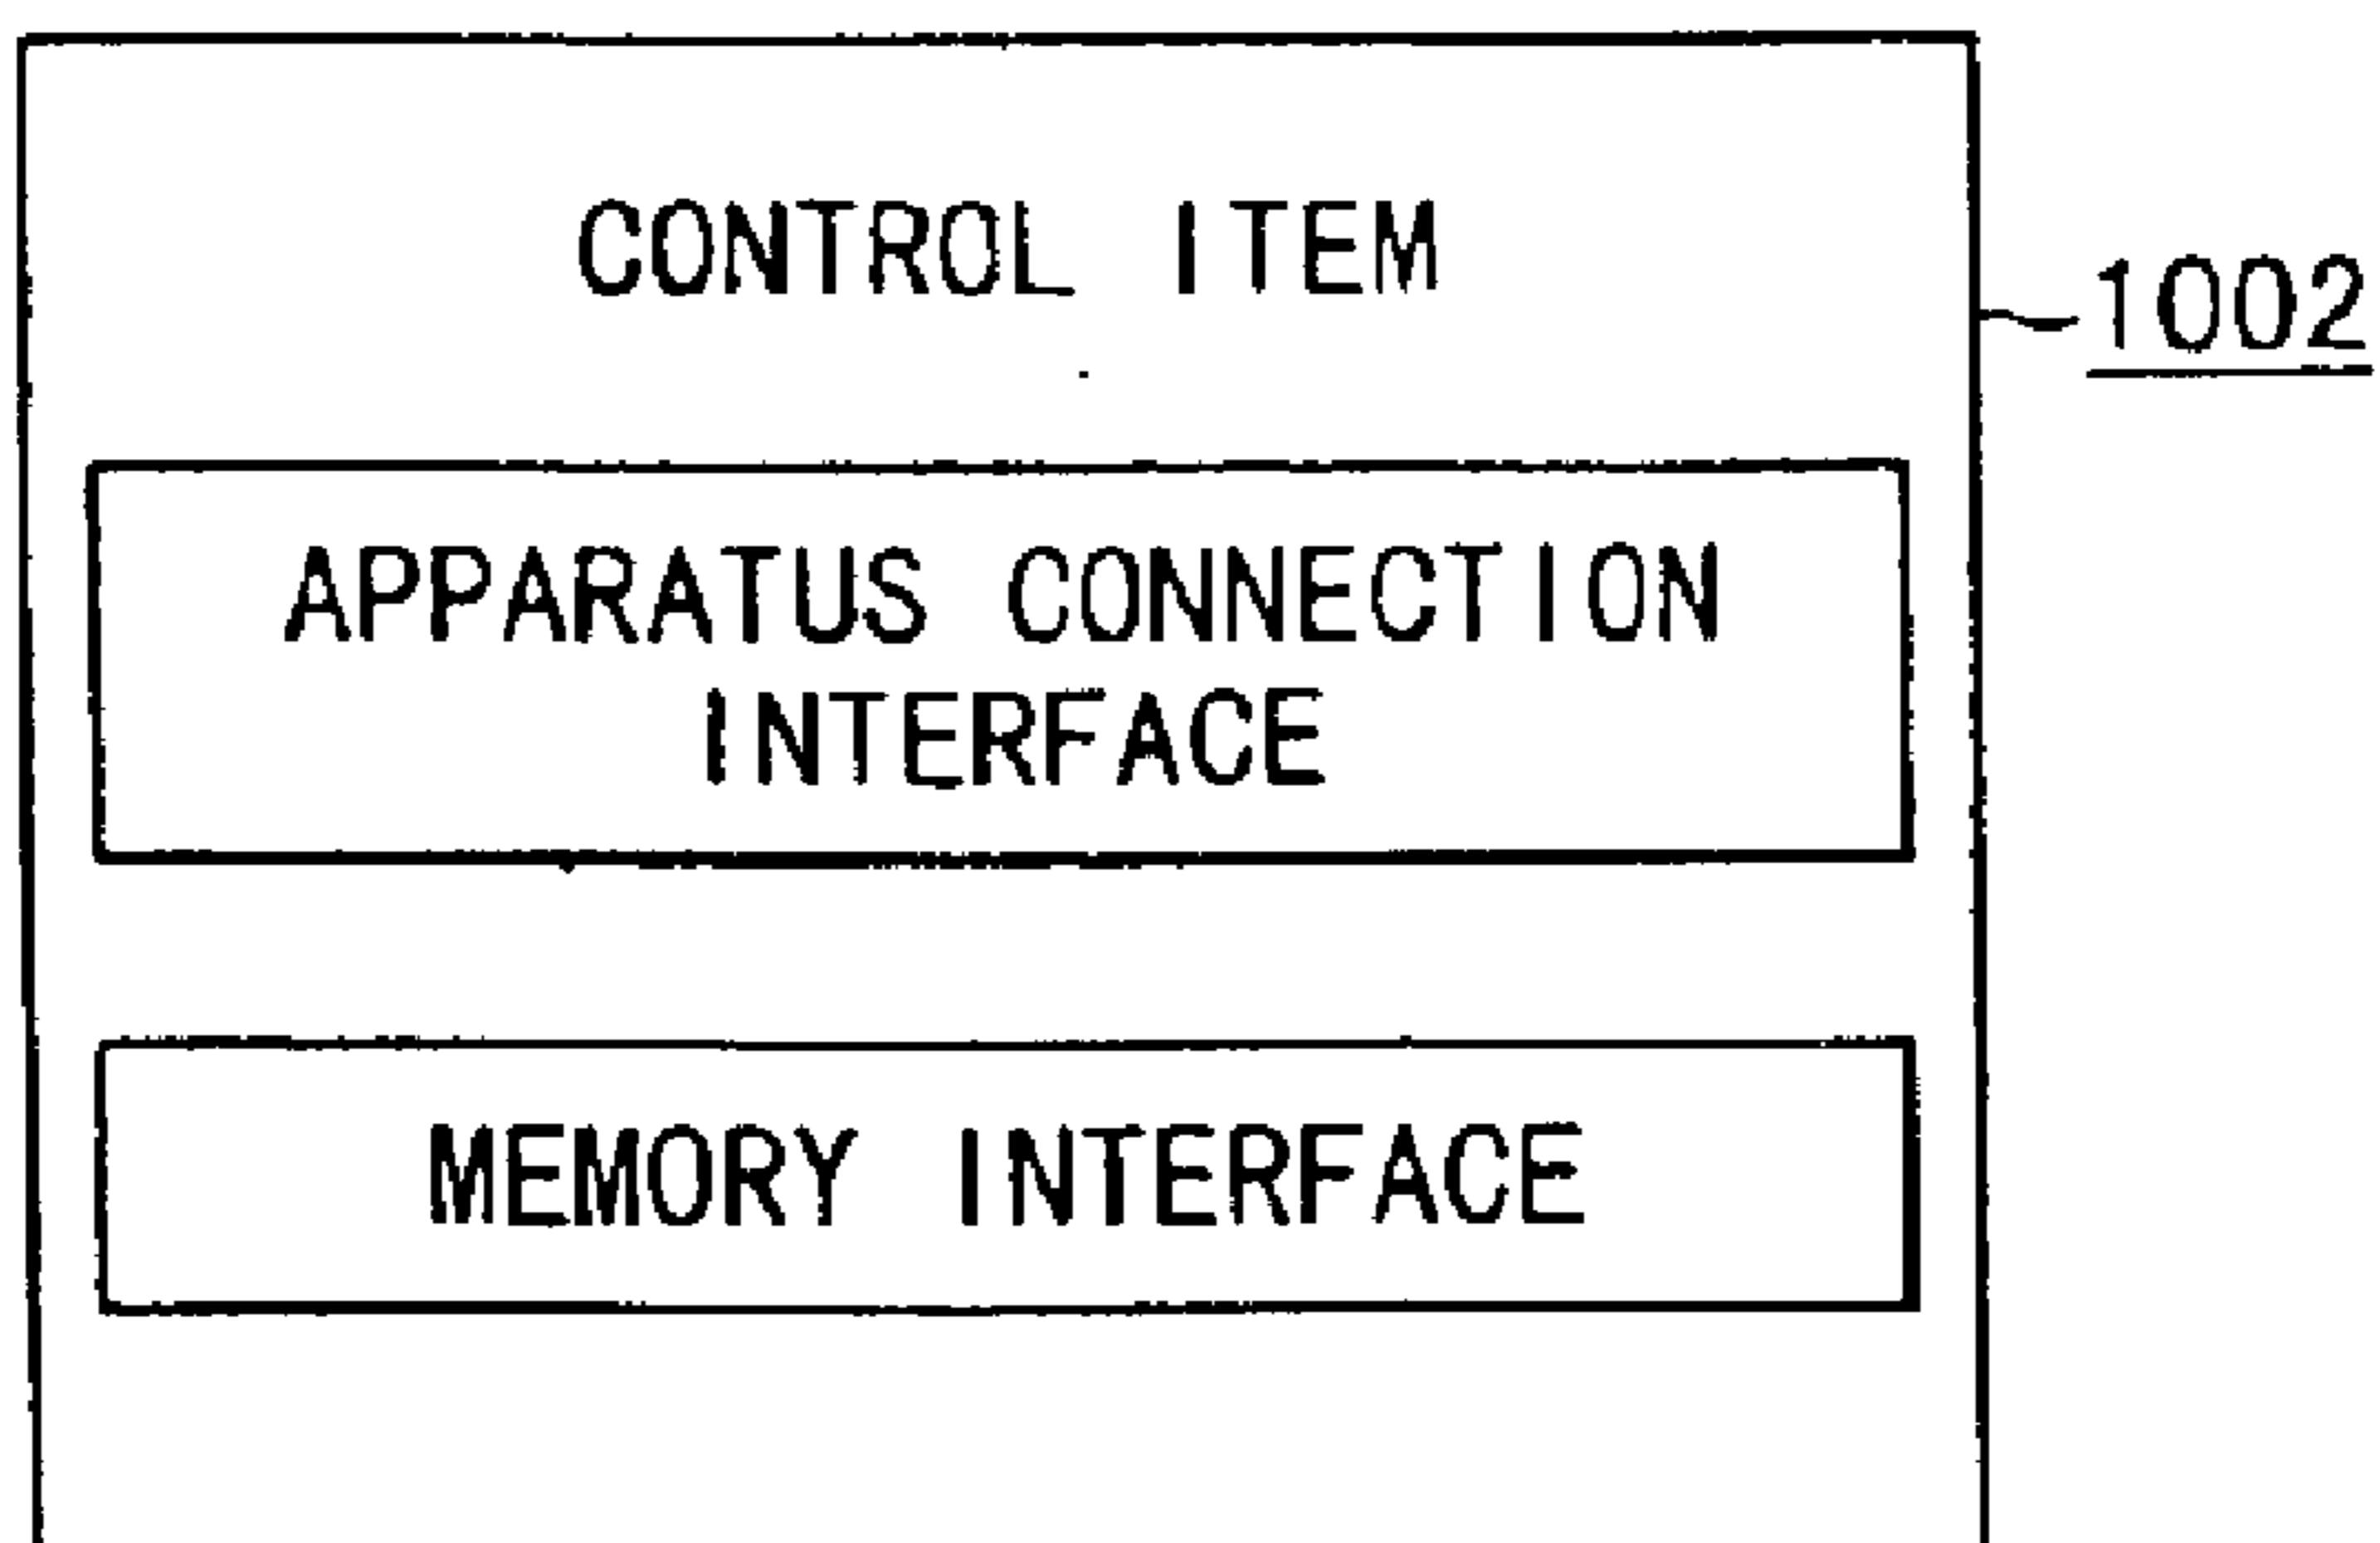 CONTROL ITEM
1002
APPARATUS CONNECTION
INTERFACE
MEMORY INTERFACE